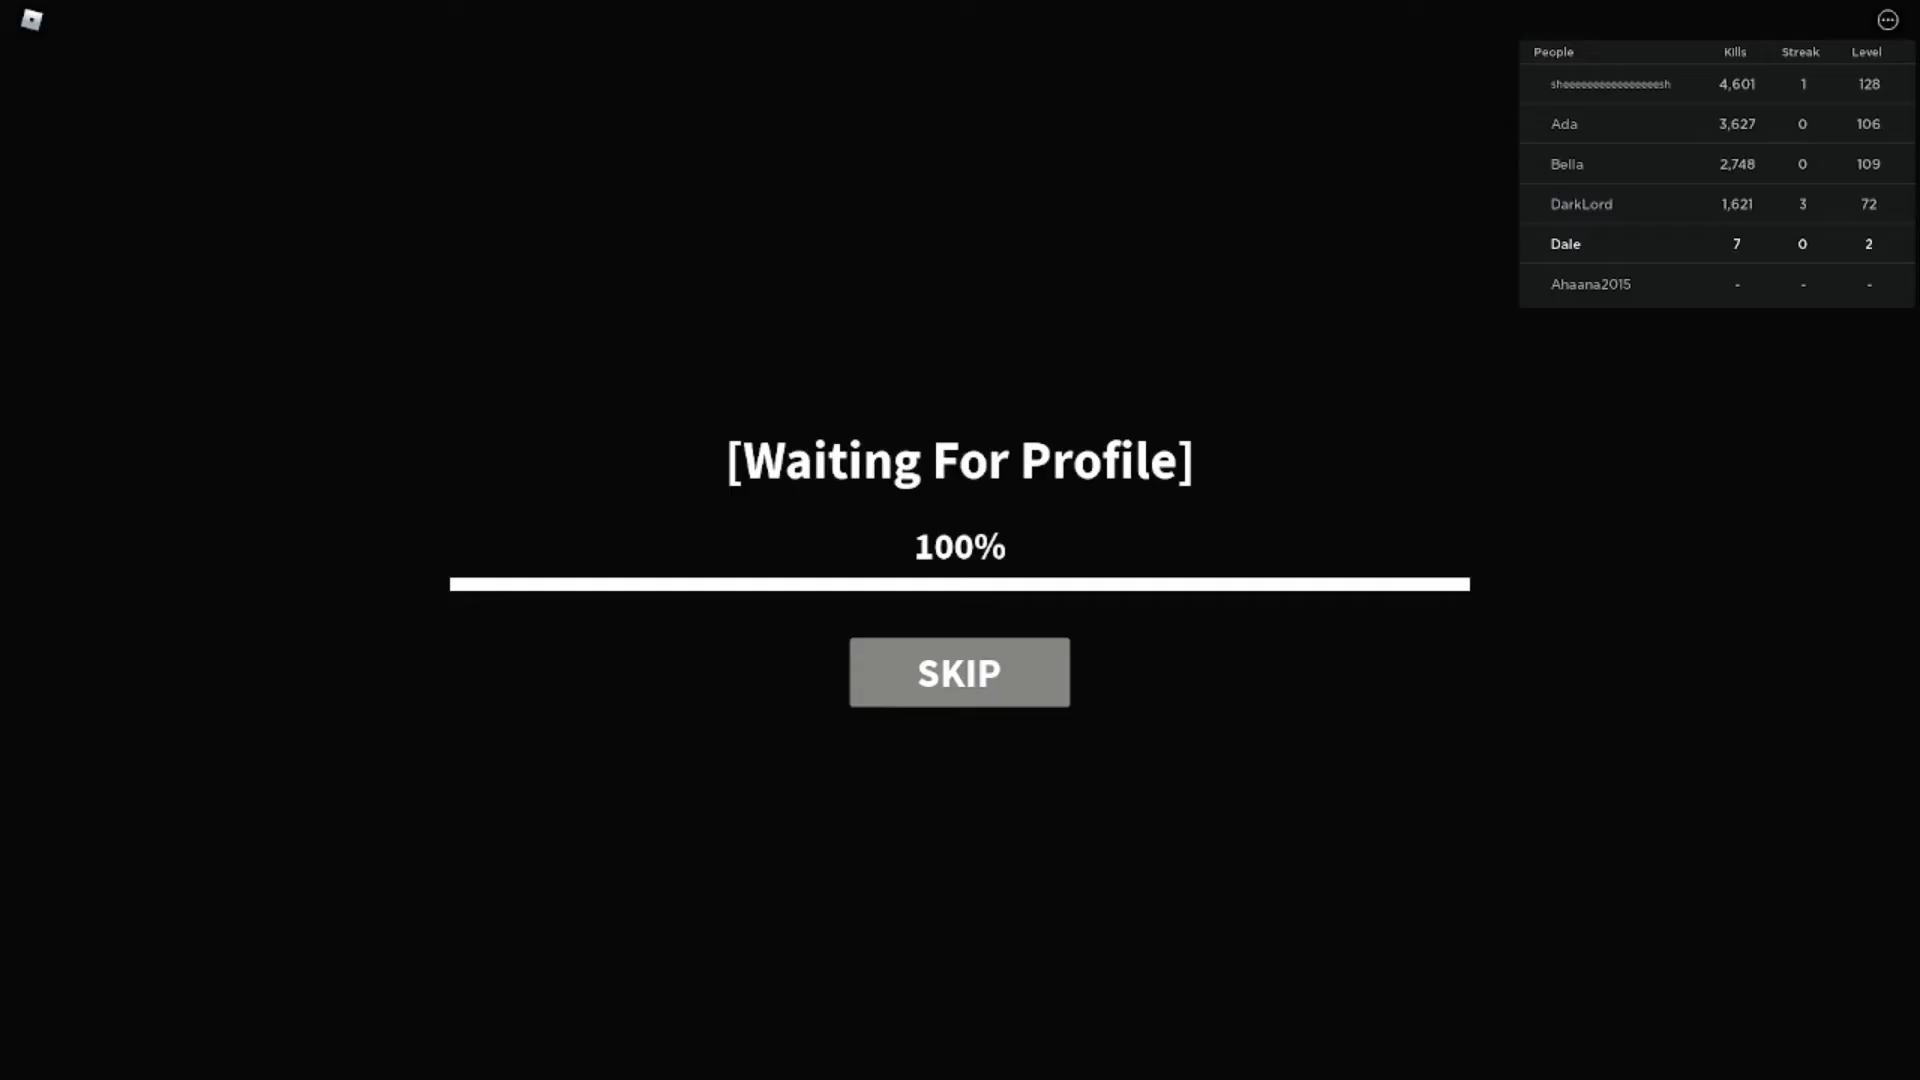 People Kills Streak Level
sheeeeeeeeeeeeeeeesh 4,601 1 128
Ada 3,627 0 106
Bella 2,748 0 109
DarkLord 1,621 3 72
Dale 7 0 2
Ahaana2015 - - -
[Waiting For Profile]
100%
SKIP